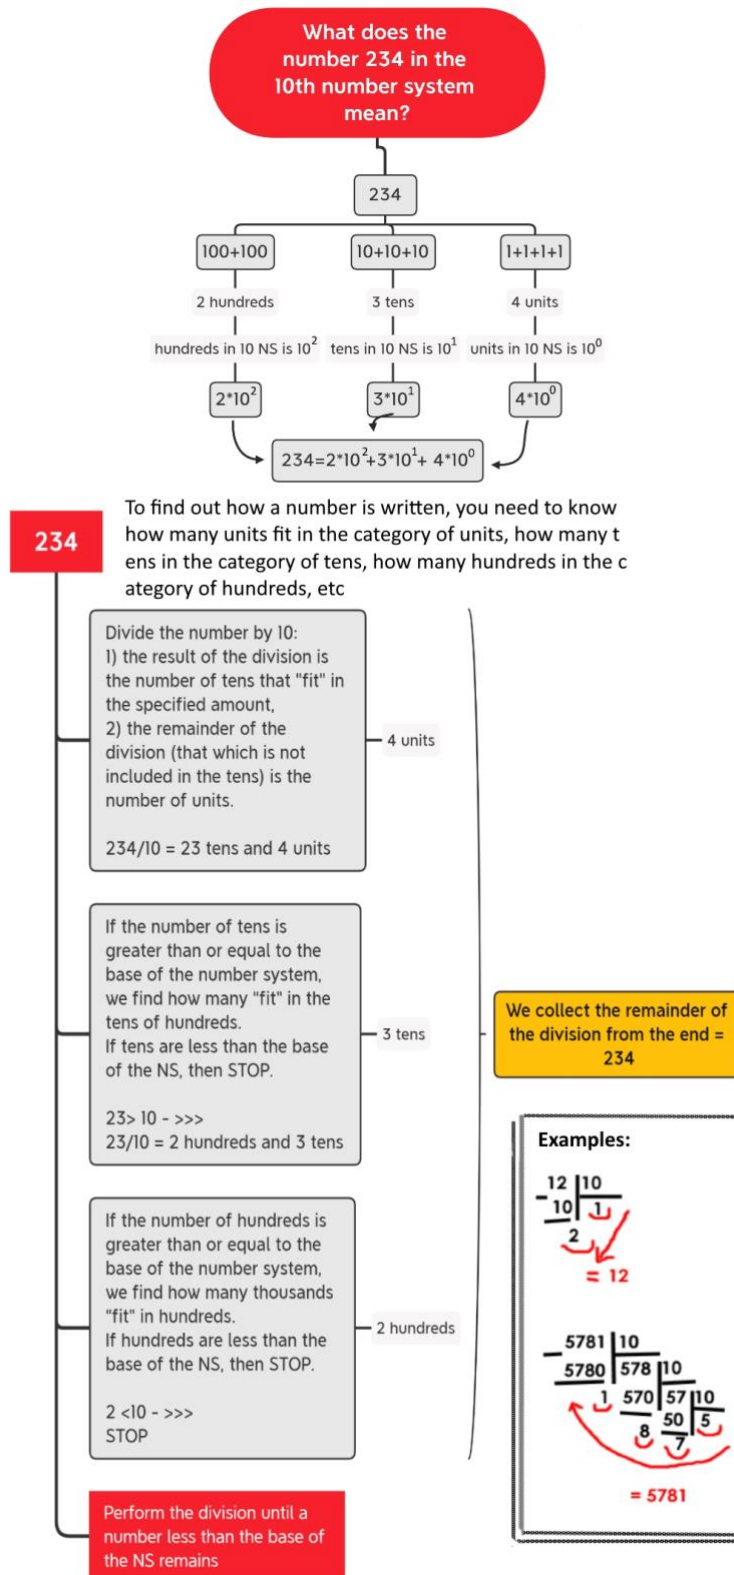 What does the
number 234 in the
10th number system
mean?
234
100+100
10+10+10
1+1+1+1
2 hundreds
3 tens
4 units
hundreds in 10 NS is 10²
tens in 10 NS is 10¹
units in 10 NS is 10⁰
2*10²
3*10¹
4*10⁰
234=2*10²+3*10¹+ 4*10⁰
234
To find out how a number is written, you need to know
how many units fit in the category of units, how many t
ens in the category of tens, how many hundreds in the c
ategory of hundreds, etc
Divide the number by 10:
1) the result of the division is
the number of tens that "fit" in
the specified amount,
2) the remainder of the
division (that which is not
included in the tens) is the
number of units.
234/10 = 23 tens and 4 units
4 units
If the number of tens is
greater than or equal to the
base of the number system,
we find how many "fit" in the
tens of hundreds.
If tens are less than the base
of the NS, then STOP.
23> 10 - >>>
23/10 = 2 hundreds and 3 tens
3 tens
If the number of hundreds is
greater than or equal to the
base of the number system,
we find how many thousands
"fit" in hundreds.
If hundreds are less than the
base of the NS, then STOP.
2 <10 - >>>
STOP
2 hundreds
Perform the division until a
number less than the base of
the NS remains
We collect the remainder of
the division from the end =
234
Examples:
12 10
- 10 1
2
= 12
- 5781 10
5780 578 10
1 570 57 10
8 50 5
7
= 5781